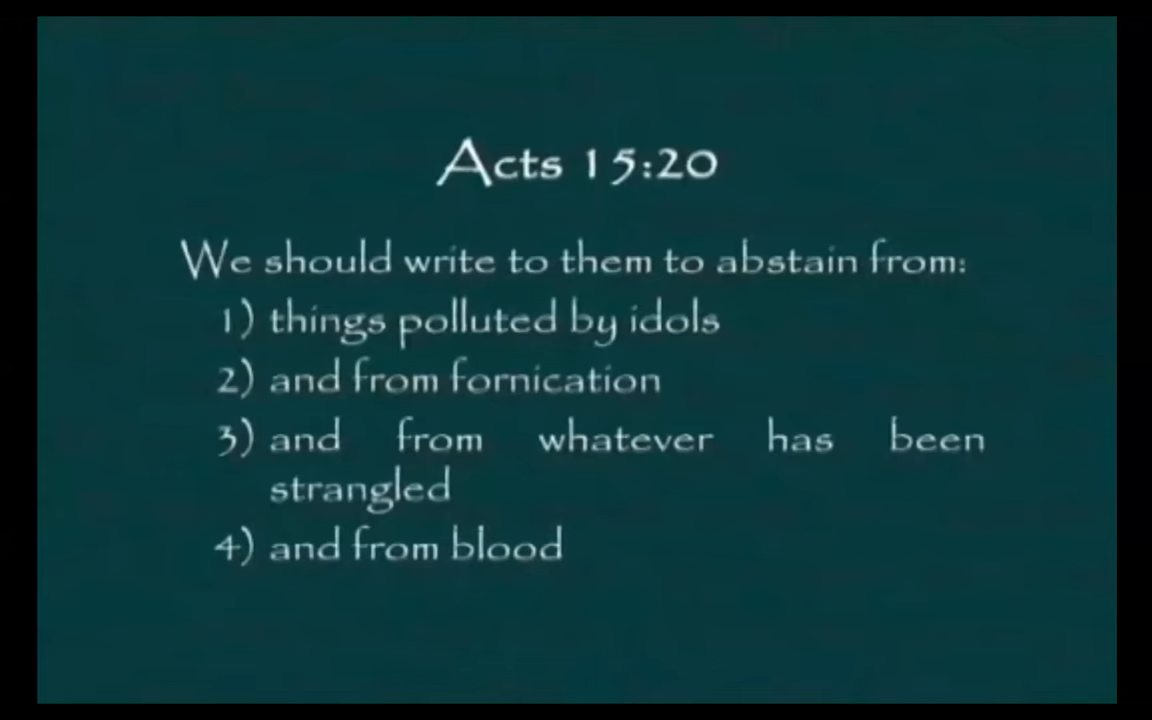 Acts 15:20
We should write to them to abstain from:
1) things polluted by idols
2) and from fornication
3) and from whatever has been
strangled
4) and from blood